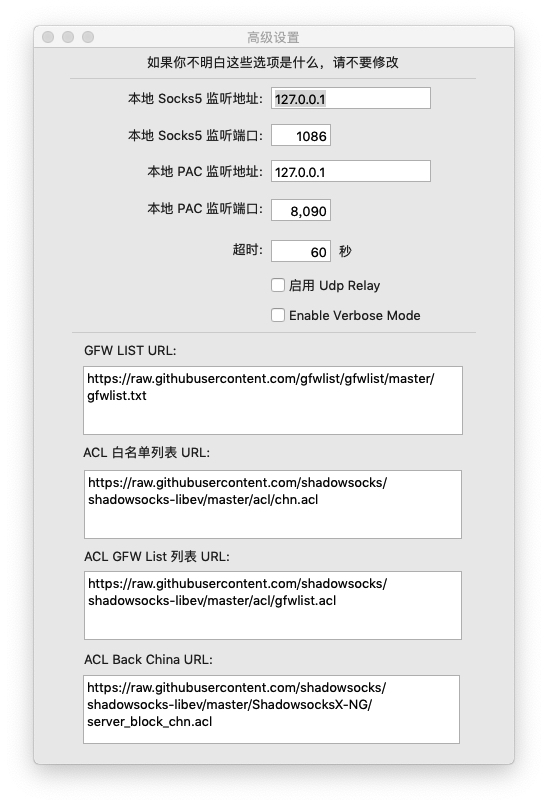 高级设置
如果你不明白这些选项是什么，请不要修改
本地 Socks5 监听地址: 127.0.0.1
本地 Socks5 监听端口: 1086
本地 PAC 监听地址: 127.0.0.1
本地 PAC 监听端口: 8,090
超时: 60 秒
启用 Udp Relay
Enable Verbose Mode
GFW LIST URL:
https://raw.githubusercontent.com/gfwlist/gfwlist/master/
gfwlist.txt
ACL 白名单列表 URL:
https://raw.githubusercontent.com/shadowsocks/
shadowsocks-libev/master/acl/chn.acl
ACL GFW List 列表 URL:
https://raw.githubusercontent.com/shadowsocks/
shadowsocks-libev/master/acl/gfwlist.acl
ACL Back China URL:
https://raw.githubusercontent.com/shadowsocks/
shadowsocks-libev/master/ShadowsocksX-NG/
server_block_chn.acl